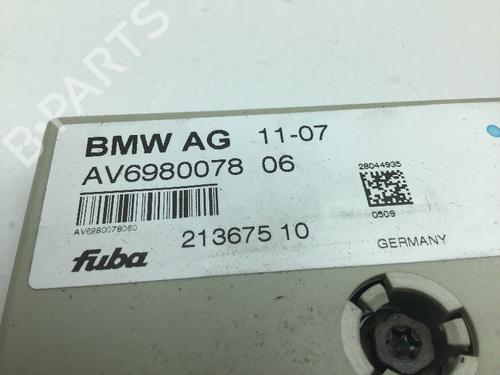 BMW AG 11-07
AV6980078 06
28044935
0509
AV6980078060
fuba
213675 10
GERMANY
B-PARTS